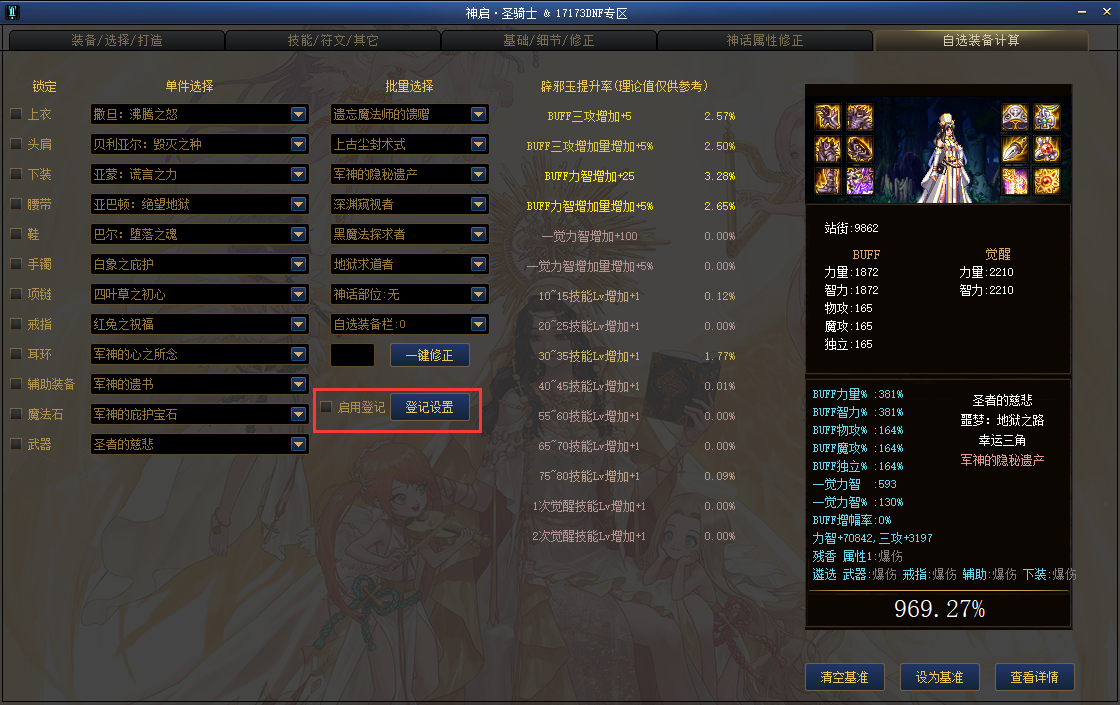 神启·圣骑士 & 17173DNF专区
装备/选择/打造 技能/符文/其它 基础/细节/修正 神话属性修正 自选装备计算
锁定 单件选择 批量选择 辟邪玉提升率(理论值仅供参考)
上衣 撒旦: 沸腾之怒 遗忘魔法师的馈赠 BUFF三攻增加+5 2.57%
头肩 贝利亚尔: 毁灭之种 上古尘封术式 BUFF三攻增加量增加+5% 2.50%
下装 亚蒙: 谎言之力 军神的隐秘遗产 BUFF力智增加+25 3.28%
腰带 亚巴顿: 绝望地狱 深渊窥视者 BUFF力智增加量增加+5% 2.65%
鞋 巴尔: 堕落之魂 黑魔法探求者 一觉力智增加+100 0.00%
手镯 白象之庇护 地狱求道者 一觉力智增加量增加+5% 0.00%
项链 四叶草之初心 神话部位:无 10~15技能Lv增加+1 0.12%
戒指 红兔之祝福 自选装备栏:0 20~25技能Lv增加+1 0.00%
耳环 军神的心之所念 一键修正 30~35技能Lv增加+1 1.77%
辅助装备 军神的遗书 40~45技能Lv增加+1 0.01%
魔法石 军神的庇护宝石 启用登记 登记设置 55~60技能Lv增加+1 0.00%
武器 圣者的慈悲 65~70技能Lv增加+1 0.00%
75~80技能Lv增加+1 0.09%
1次觉醒技能Lv增加+1 0.00%
2次觉醒技能Lv增加+1 0.00%
站街:9862
BUFF 觉醒
力量:1872 力量:2210
智力:1872 智力:2210
物攻:165
魔攻:165
独立:165
BUFF力量% :381%
BUFF智力% :381%
BUFF物攻% :164%
BUFF魔攻% :164%
BUFF独立% :164%
一觉力智 :593
一觉力智% :130%
BUFF增幅率:0%
力智+70842,三攻+3197
残香 属性1:爆伤
遴选 武器:爆伤 戒指:爆伤 辅助:爆伤 下装:爆伤
圣者的慈悲
噩梦: 地狱之路
幸运三角
军神的隐秘遗产
969.27%
清空基准 设为基准 查看详情